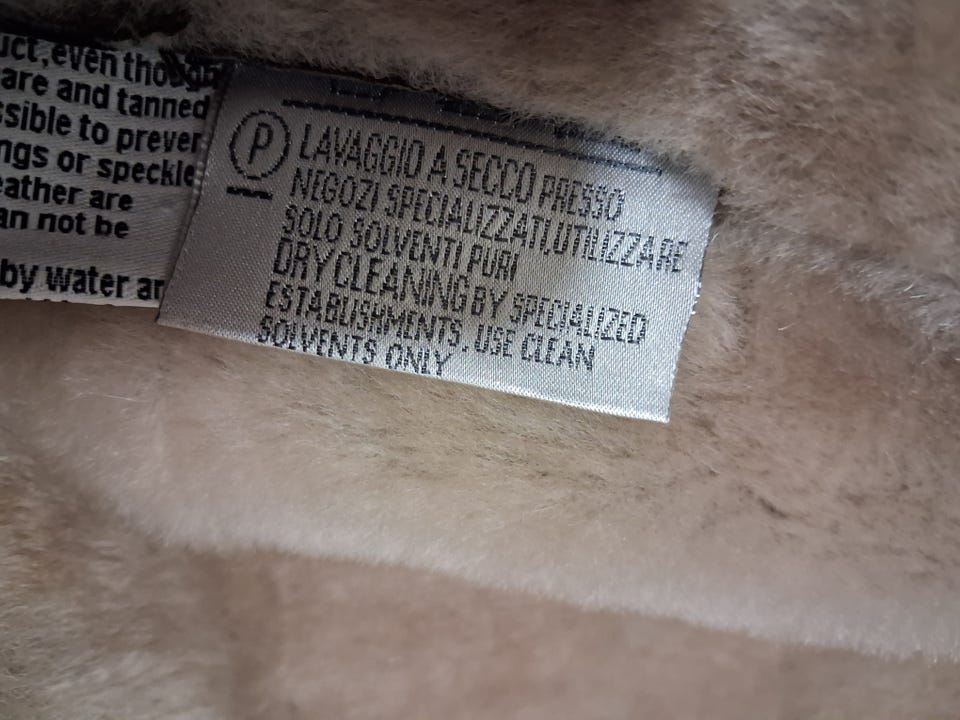 uct, even though
are and tanned
ssible to preven
ngs or speckle
eather are
an not be
by water an
P
LAVAGGIO A SECCO PRESSO
NEGOZI SPECIALIZZATI,UTILIZZARE
SOLO SOLVENTI PURI
DRY CLEANING BY SPECIALIZED
ESTABLISHMENTS. USE CLEAN
SOLVENTS ONLY